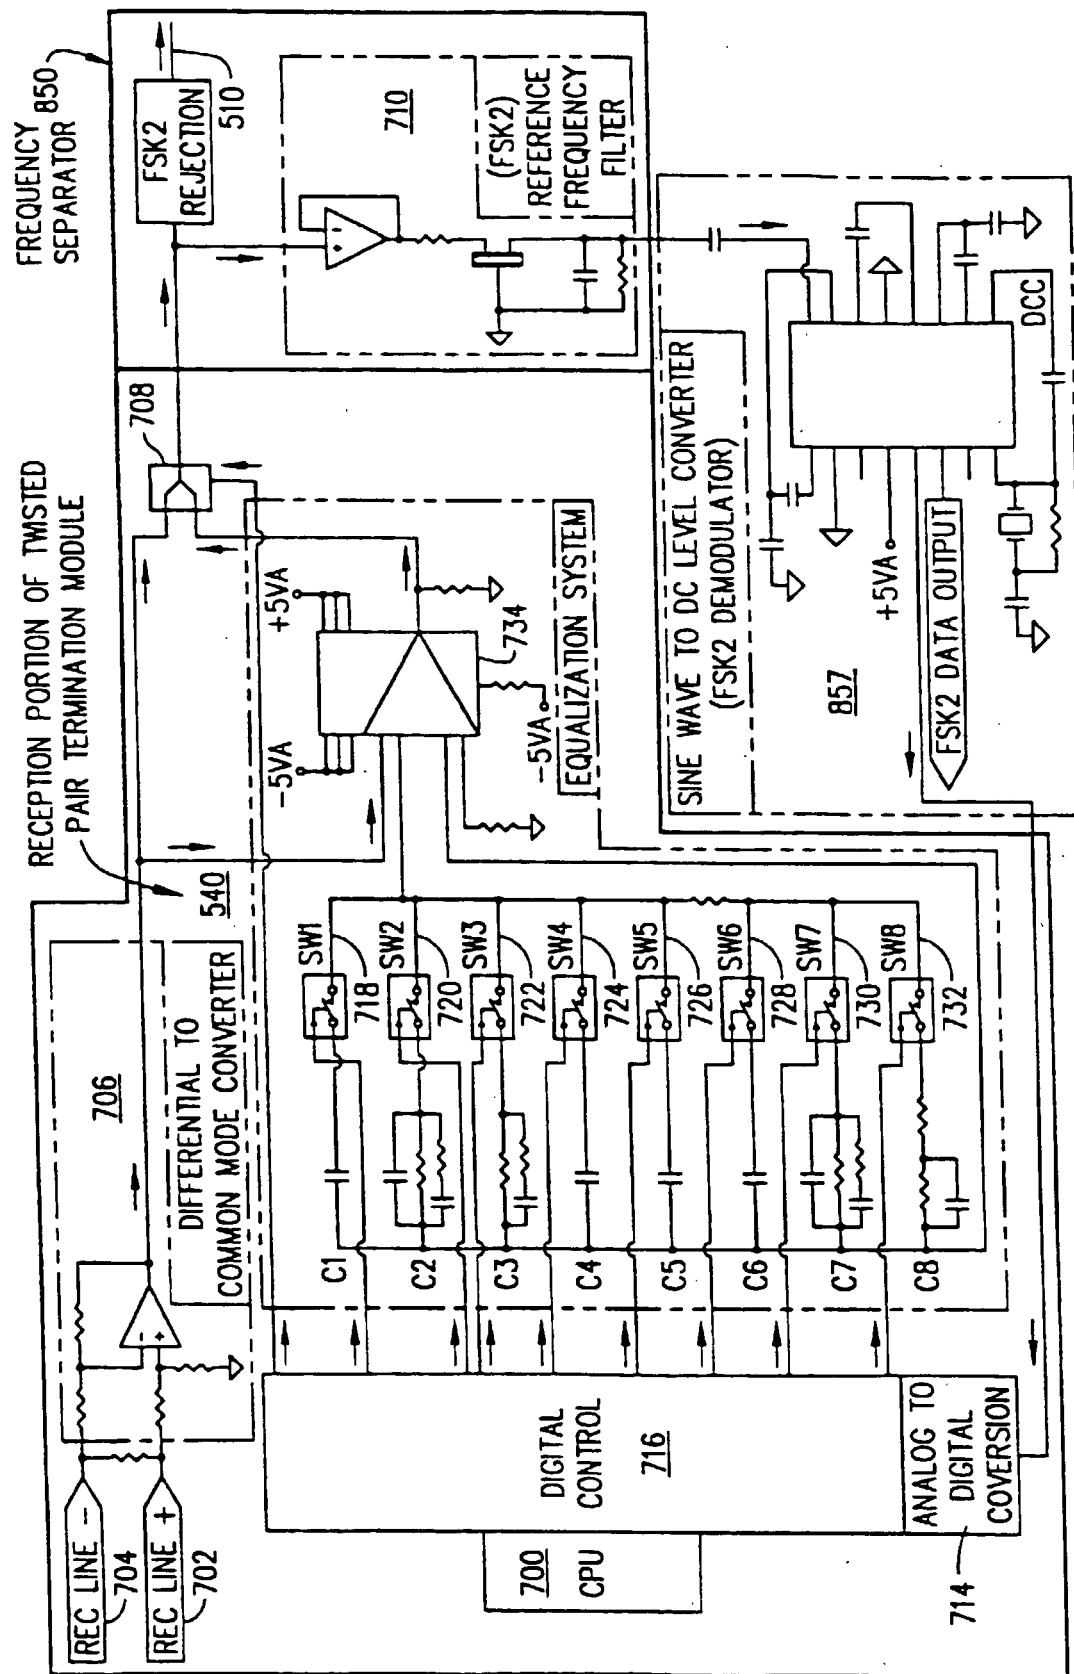 FREQUENCY
SEPARATOR 850
FSK2
REJECTION
510
710
(FSK2)
REFERENCE
FREQUENCY
FILTER
708
RECEPTION PORTION OF TWISTED
PAIR TERMINATION MODULE
540
+5VA
-5VA
734
-5VA
EQUALIZATION SYSTEM
SINE WAVE TO DC LEVEL CONVERTER
(FSK2 DEMODULATOR)
857
DCC
+5VA
FSK2 DATA OUTPUT
706
DIFFERENTIAL TO
COMMON MODE CONVERTER
SW1
718
SW2
720
SW3
722
SW4
724
SW5
726
SW6
728
SW7
730
SW8
732
C1
C2
C3
C4
C5
C6
C7
C8
- +
- +
REC LINE -
704
REC LINE +
702
DIGITAL
CONTROL
716
ANALOG TO
DIGITAL
COVERSION
714
700
CPU